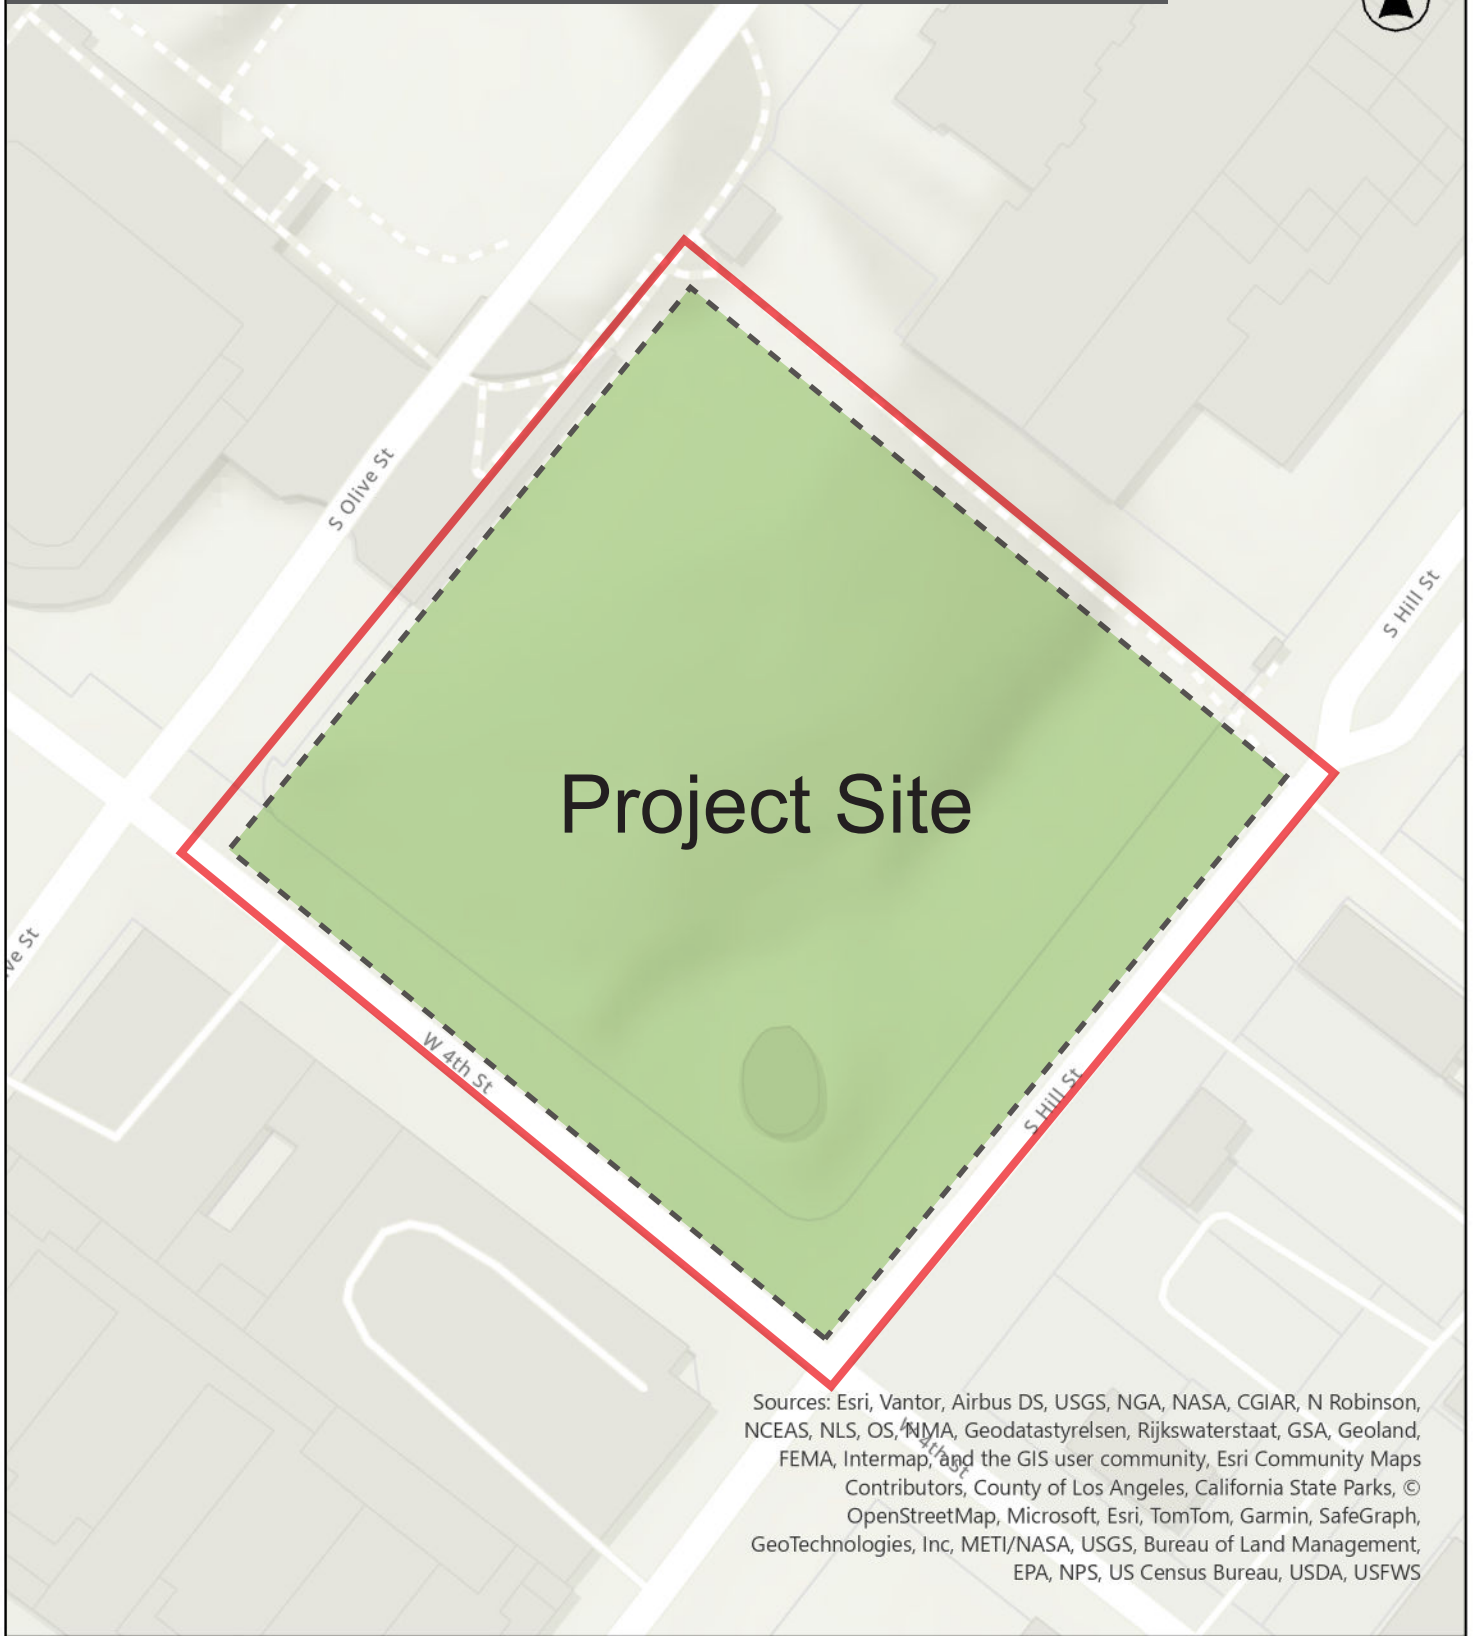 S Olive St
S Hill St
Project Site
ve St
W 4th St
S Hill St
Sources: Esri, Vantor, Airbus DS, USGS, NGA, NASA, CGIAR, N Robinson,
NCEAS, NLS, OS, NMA, Geodatastyrelsen, Rijkswaterstaat, GSA, Geoland,
FEMA, Intermap, and the GIS user community, Esri Community Maps
Contributors, County of Los Angeles, California State Parks, ©
OpenStreetMap, Microsoft, Esri, TomTom, Garmin, SafeGraph,
GeoTechnologies, Inc, METI/NASA, USGS, Bureau of Land Management,
EPA, NPS, US Census Bureau, USDA, USFWS
W 4th St